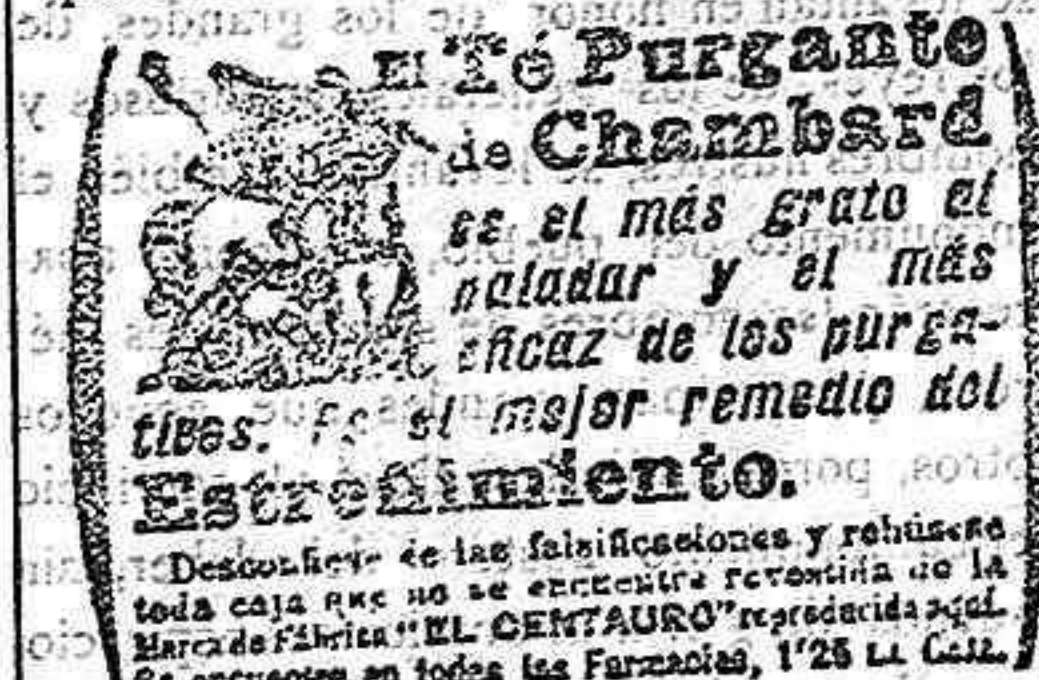 El Té Purgante
de Chambard
es el más grato al
paladar y el más
eficaz de los purga-
tivos. Es el mejor remedio del
Estreñimiento.
Desconfiese de las falsificaciones y rehúsese
toda caja que no se encuentre revestida de la
Marca de Fábrica "EL CENTAURO" reproducida aquí.
Se encuentra en todas las Farmacias, 1'25 LA CAJA.